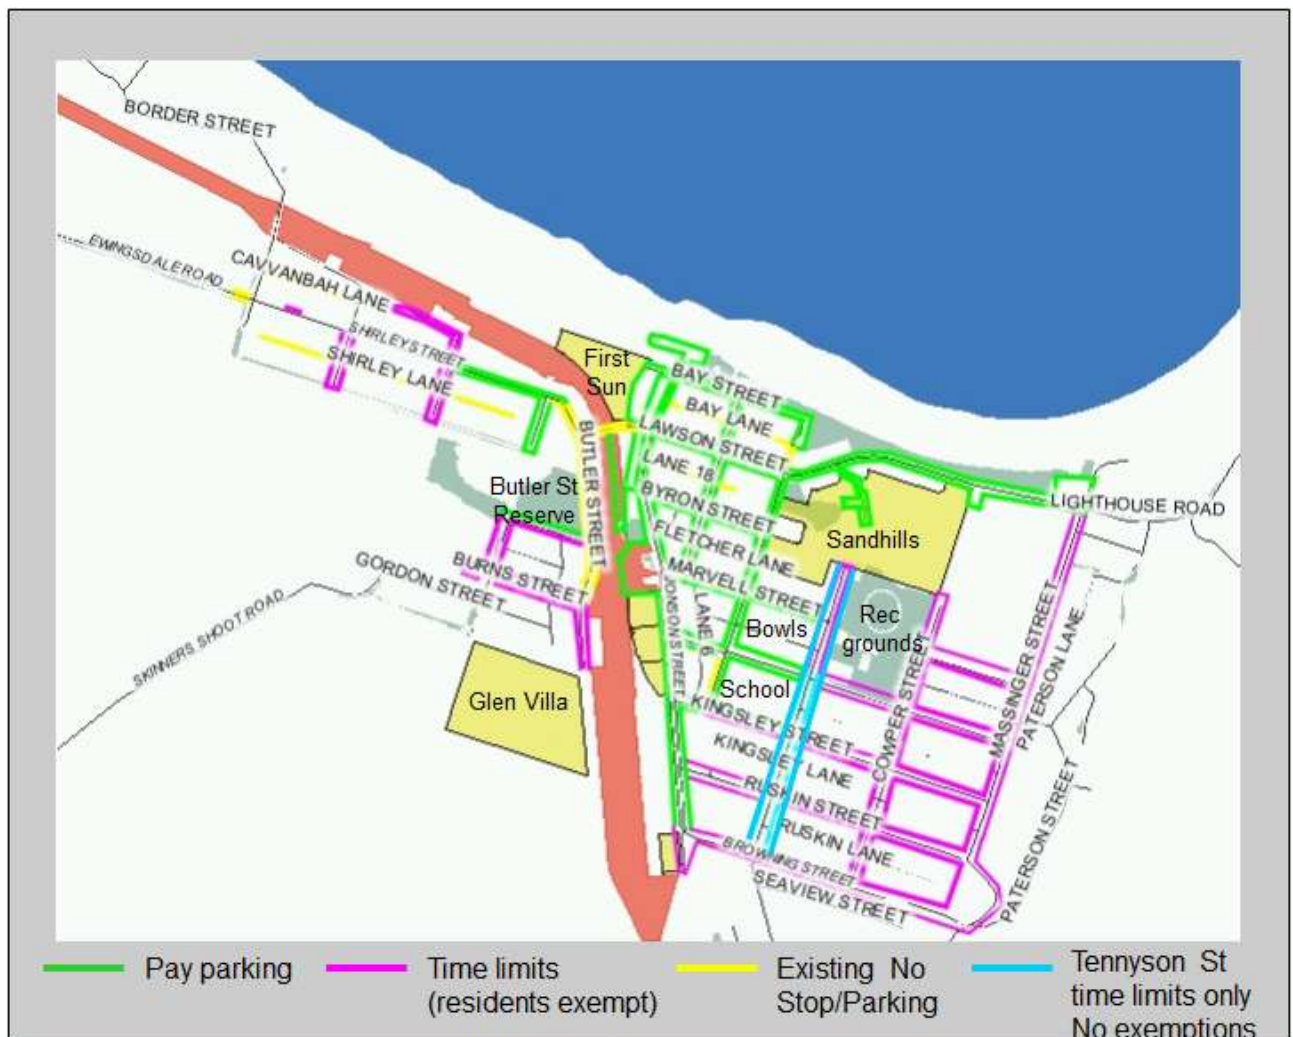 BORDER STREET
EWINGSDALE ROAD
CAVVANBAH LANE
SHIRLEY STREET
SHIRLEY LANE
First
Sun
BAY STREET
BAY LANE
LAWSON STREET
LANE 18
BUTLER STREET
BYRON STREET
LIGHTHOUSE ROAD
Butler St
Reserve
FLETCHER LANE
Sandhills
MARVELL STREET
BURNS STREET
GORDON STREET
SKINNERS SHOOT ROAD
JONSON STREET
LANE 6
Bowls
Rec
grounds
MASSINGER STREET
PATERSON LANE
COWPER STREET
Glen Villa
School
KINGSLEY STREET
KINGSLEY LANE
RUSKIN STREET
RUSKIN LANE
PATERSON STREET
BROWNING STREET
SEAVIEW STREET
Pay parking
Time limits
(residents exempt)
Existing No
Stop/Parking
Tennyson St
time limits only
No exemptions